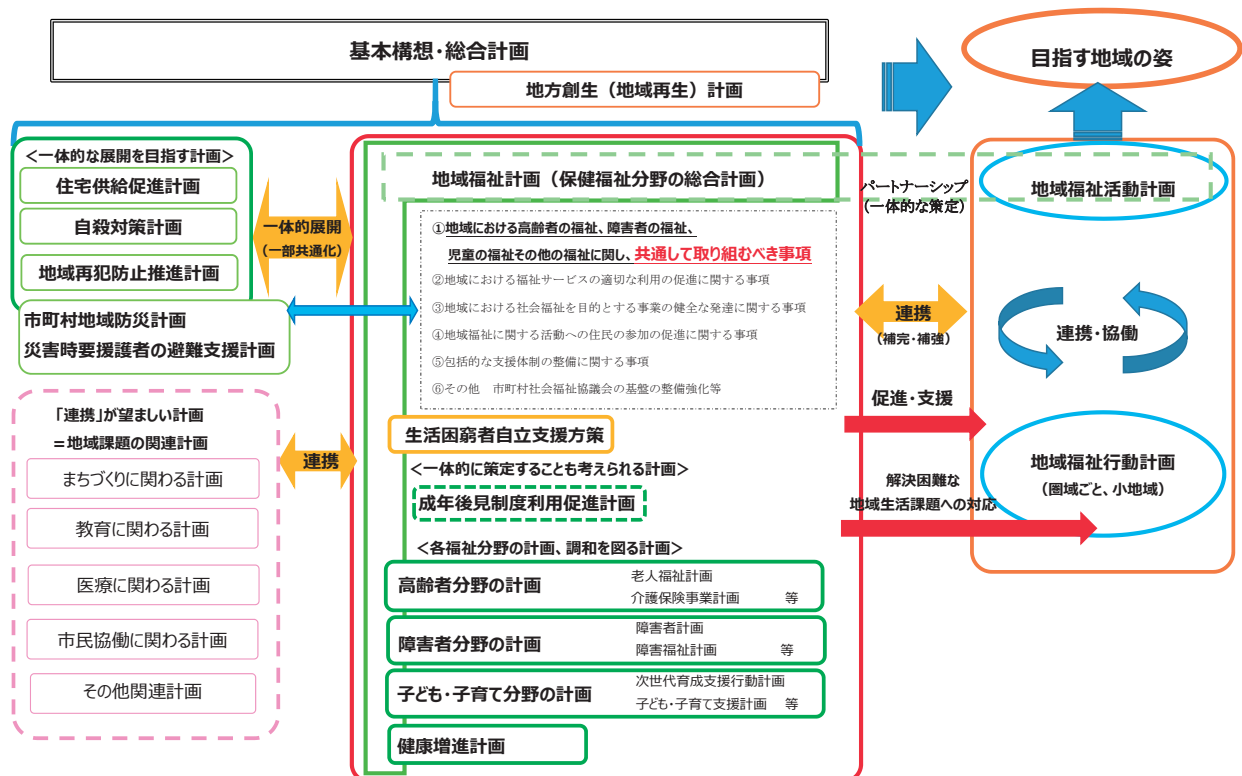 基本構想・総合計画
地方創生（地域再生）計画
目指す地域の姿
＜一体的な展開を目指す計画＞
住宅供給促進計画
自殺対策計画
地域再犯防止推進計画
市町村地域防災計画
災害時要援護者の避難支援計画
一体的展開
（一部共通化）
「連携」が望ましい計画
＝地域課題の関連計画
まちづくりに関わる計画
教育に関わる計画
医療に関わる計画
市民協働に関わる計画
その他関連計画
連携
地域福祉計画（保健福祉分野の総合計画）
①地域における高齢者の福祉、障害者の福祉、
児童の福祉その他の福祉に関し、共通して取り組むべき事項
②地域における福祉サービスの適切な利用の促進に関する事項
③地域における社会福祉を目的とする事業の健全な発達に関する事項
④地域福祉に関する活動への住民の参加の促進に関する事項
⑤包括的な支援体制の整備に関する事項
⑥その他　市町村社会福祉協議会の基盤の整備強化等
生活困窮者自立支援方策
＜一体的に策定することも考えられる計画＞
成年後見制度利用促進計画
＜各福祉分野の計画、調和を図る計画＞
高齢者分野の計画
老人福祉計画
介護保険事業計画　等
障害者分野の計画
障害者計画
障害福祉計画　等
子ども・子育て分野の計画
次世代育成支援行動計画
子ども・子育て支援計画　等
健康増進計画
パートナーシップ
（一体的な策定）
連携
（補完・補強）
促進・支援
解決困難な
地域生活課題への対応
地域福祉活動計画
連携・協働
地域福祉行動計画
（圏域ごと、小地域）